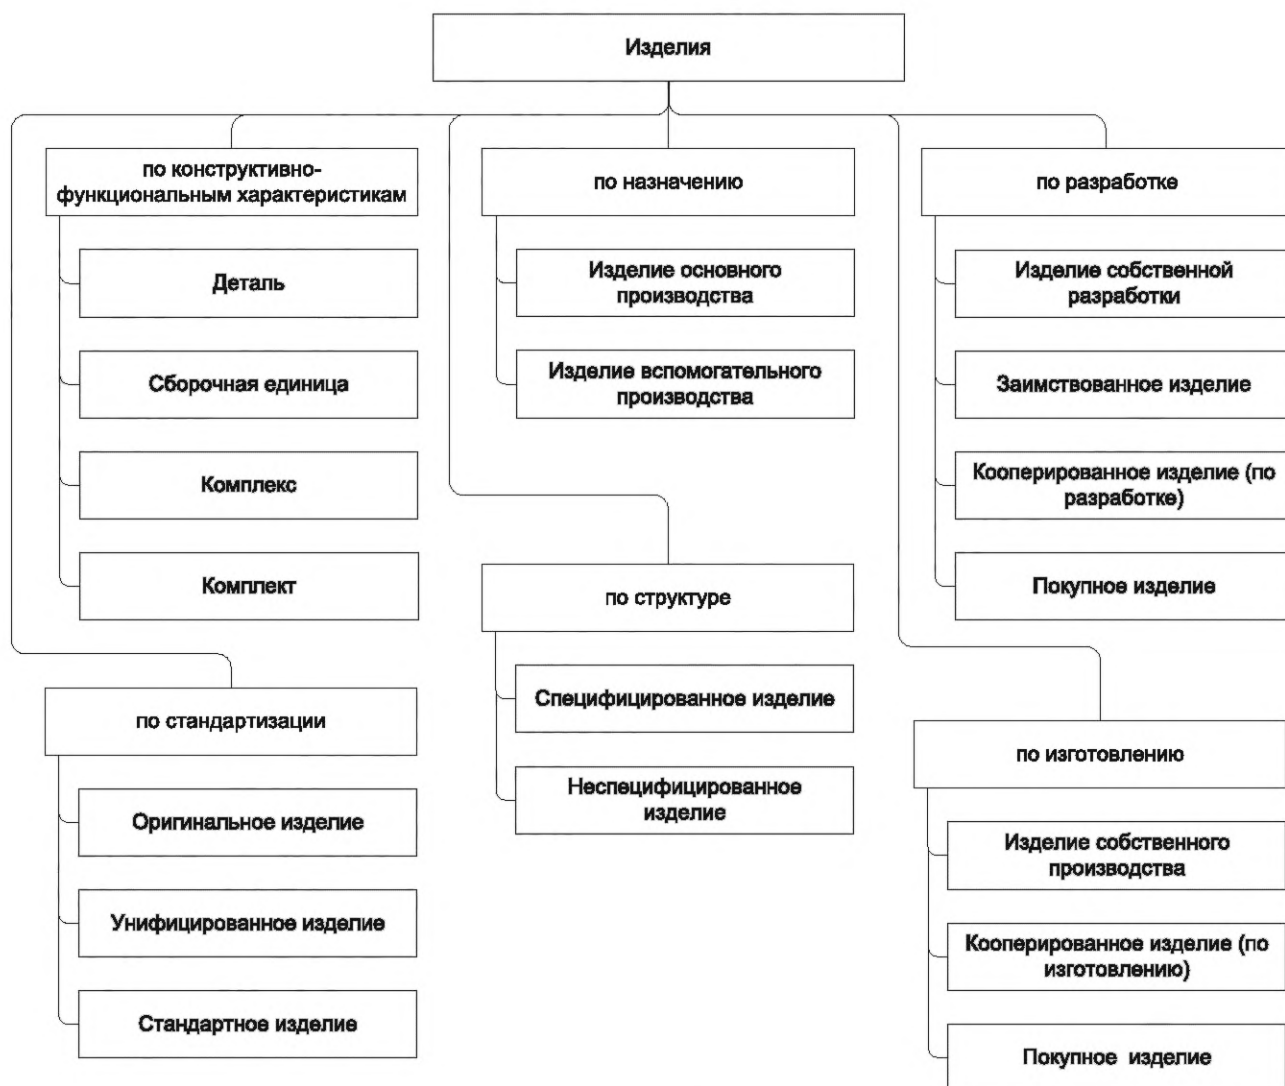 Изделия
по конструктивно-
функциональным характеристикам
Деталь
Сборочная единица
Комплекс
Комплект
по стандартизации
Оригинальное изделие
Унифицированное изделие
Стандартное изделие
по назначению
Изделие основного
производства
Изделие вспомогательного
производства
по структуре
Специфицированное изделие
Неспецифицированное
изделие
по разработке
Изделие собственной
разработки
Заимствованное изделие
Кооперированное изделие (по
разработке)
Покупное изделие
по изготовлению
Изделие собственного
производства
Кооперированное изделие (по
изготовлению)
Покупное изделие